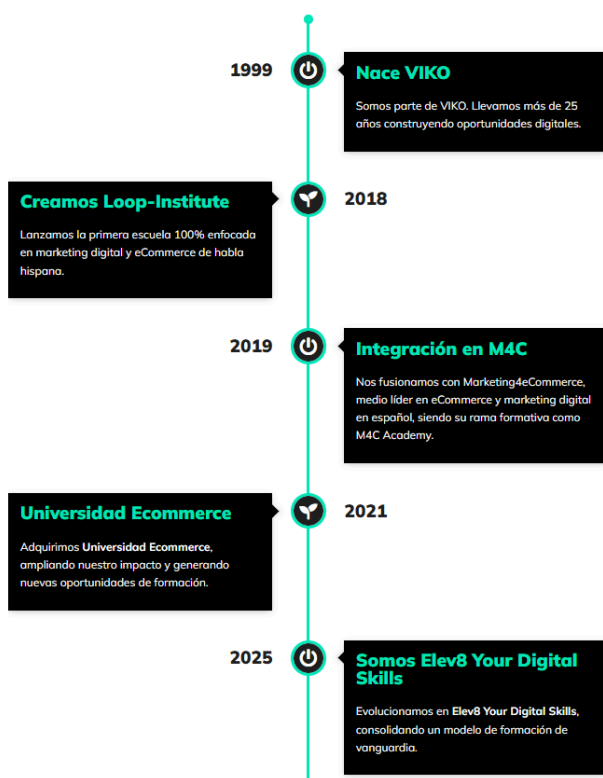 1999
Nace VIKO
Somos parte de VIKO. Llevamos más de 25
años construyendo oportunidades digitales.
Creamos Loop-Institute
Lanzamos la primera escuela 100% enfocada
en marketing digital y eCommerce de habla
hispana.
2018
2019
Integración en M4C
Nos fusionamos con Marketing4eCommerce,
medio líder en eCommerce y marketing digital
en español, siendo su rama formativa como
M4C Academy.
Universidad Ecommerce
Adquirimos Universidad Ecommerce,
ampliando nuestro impacto y generando
nuevas oportunidades de formación.
2021
2025
Somos Elev8 Your Digital
Skills
Evolucionamos en Elev8 Your Digital Skills,
consolidando un modelo de formación de
vanguardia.